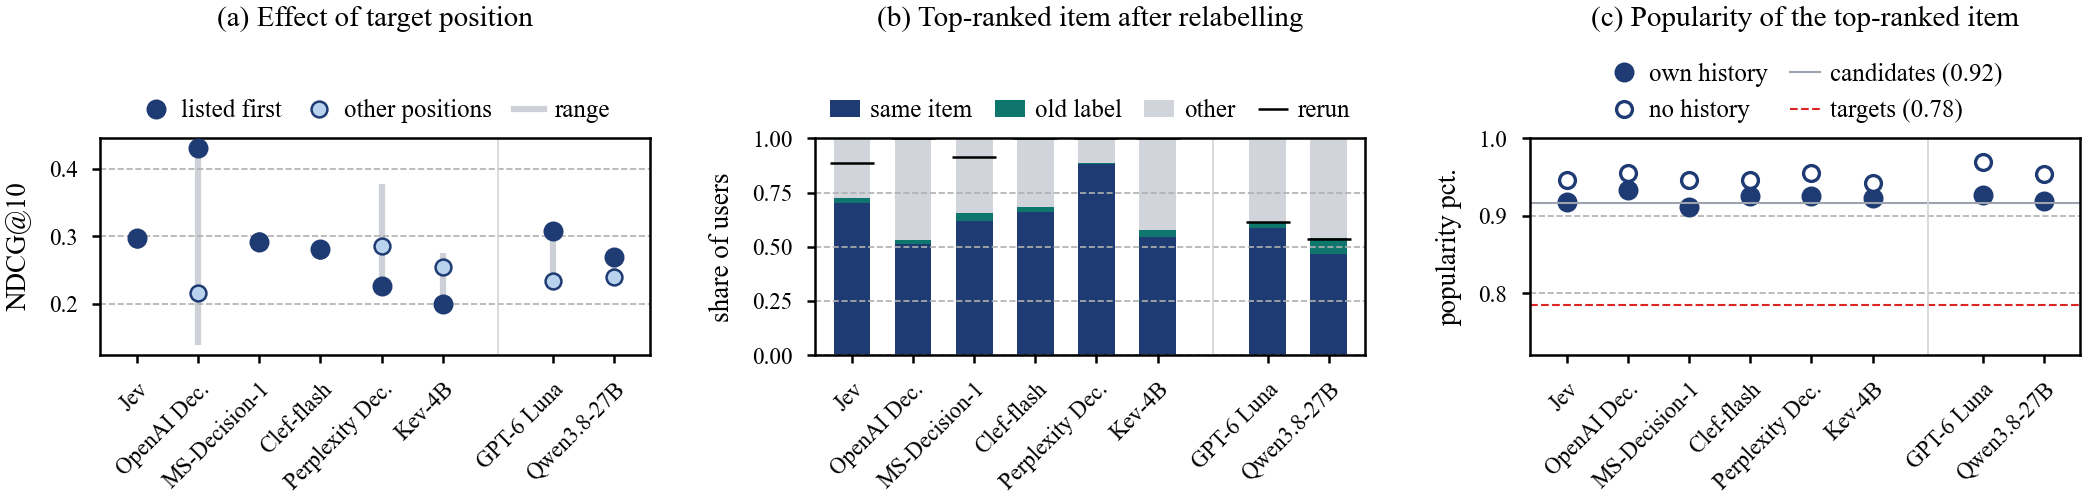 (a) Effect of target position
listed first
other positions
range
NDCG@10
0.4
0.3
0.2
Jev
OpenAI Dec.
MS-Decision-1
Clef-flash
Perplexity Dec.
Kev-4B
GPT-6 Luna
Qwen3.8-27B
(b) Top-ranked item after relabelling
same item
old label
other
rerun
share of users
1.00
0.75
0.50
0.25
0.00
Jev
OpenAI Dec.
MS-Decision-1
Clef-flash
Perplexity Dec.
Kev-4B
GPT-6 Luna
Qwen3.8-27B
(c) Popularity of the top-ranked item
own history
candidates (0.92)
no history
targets (0.78)
popularity pct.
1.0
0.9
0.8
Jev
OpenAI Dec.
MS-Decision-1
Clef-flash
Perplexity Dec.
Kev-4B
GPT-6 Luna
Qwen3.8-27B